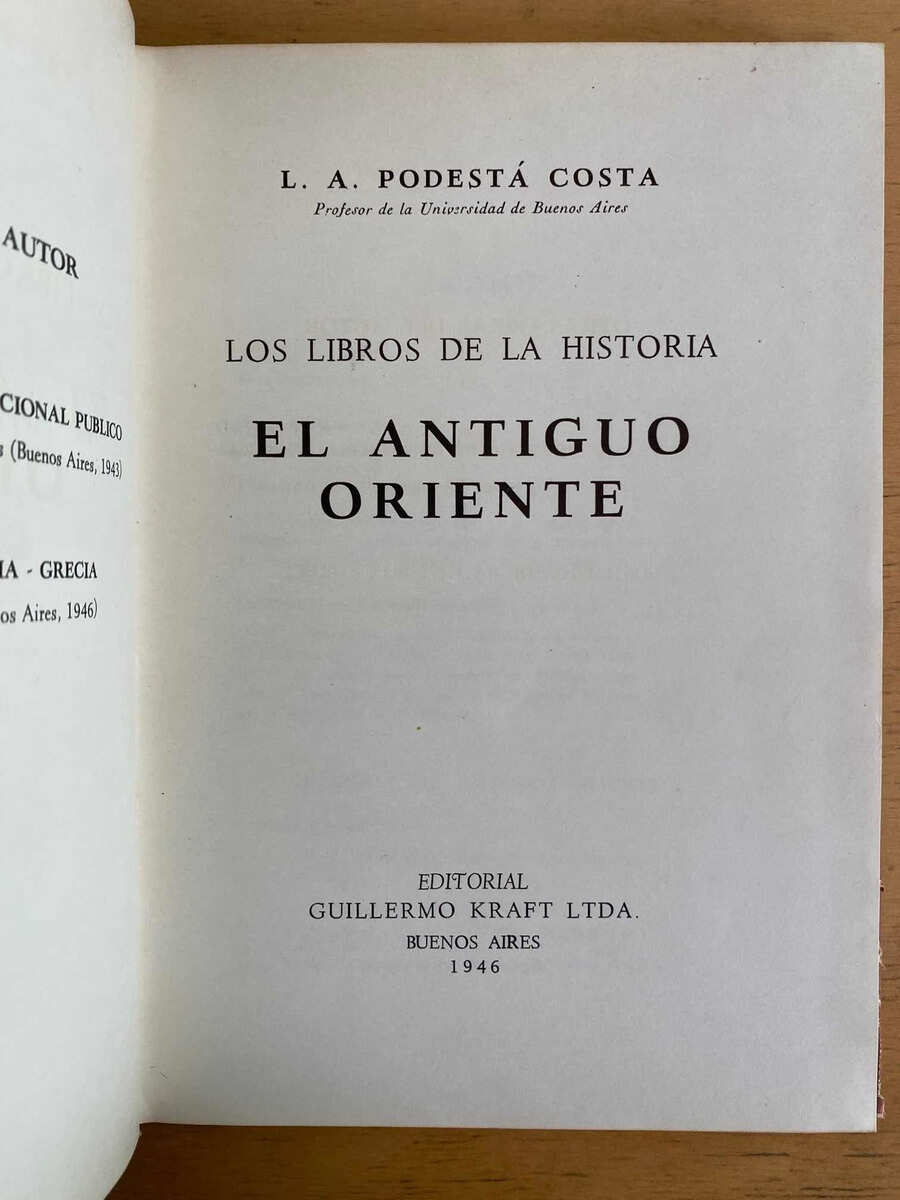 AUTOR
CIONAL PUBLICO
s (Buenos Aires, 1943)
IA - GRECIA
os Aires, 1946)
L. A. PODESTÁ COSTA
Profesor de la Universidad de Buenos Aires
LOS LIBROS DE LA HISTORIA
EL ANTIGUO
ORIENTE
EDITORIAL
GUILLERMO KRAFT LTDA.
BUENOS AIRES
1946